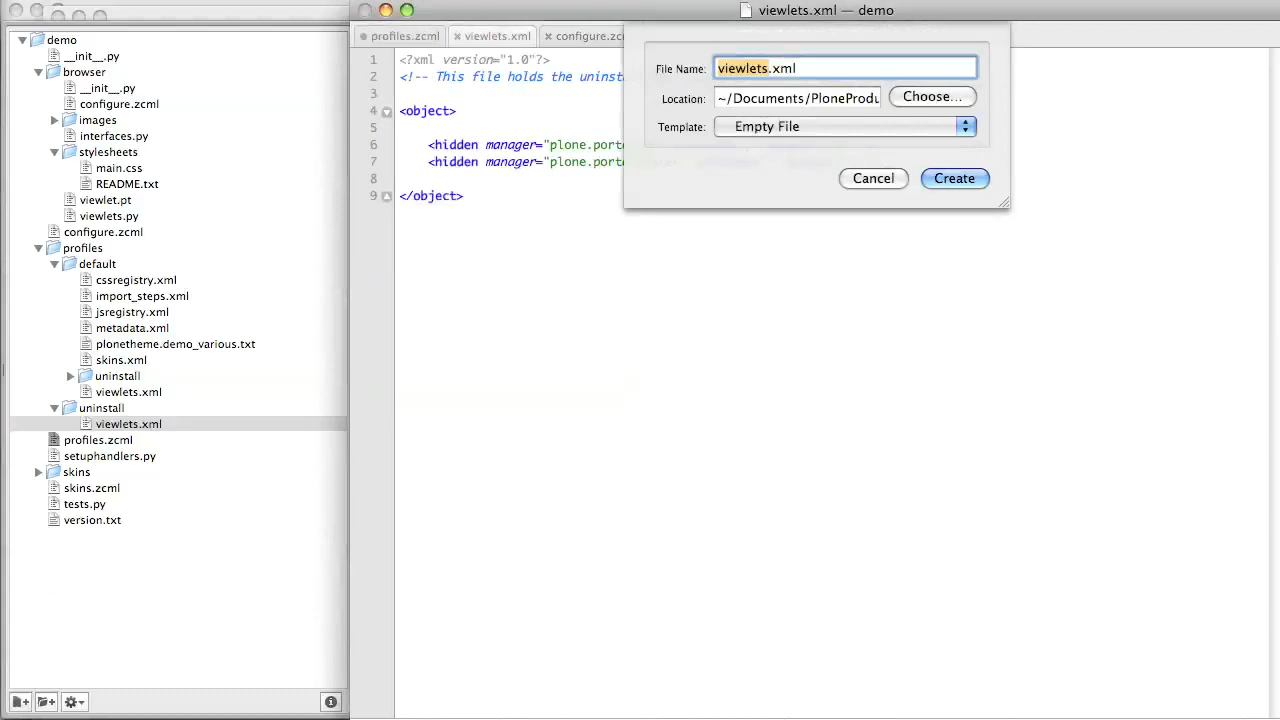 viewlets.xml — demo
demo
__init__.py
browser
__init__.py
configure.zcml
images
interfaces.py
stylesheets
main.css
README.txt
viewlet.pt
viewlets.py
configure.zcml
profiles
default
cssregistry.xml
import_steps.xml
jsregistry.xml
metadata.xml
plonetheme.demo_various.txt
skins.xml
uninstall
viewlets.xml
uninstall
viewlets.xml
profiles.zcml
setuphandlers.py
skins
skins.zcml
tests.py
version.txt
profiles.zcml
viewlets.xml
configure.zc
1 <?xml version="1.0"?>
2 <!-- This file holds the uninst
3
4 <object>
5
6 <hidden manager="plone.porto
7 <hidden manager="plone.porto
8
9 </object>
File Name: viewlets.xml
Location: ~/Documents/PloneProdu Choose...
Template: Empty File
Cancel Create